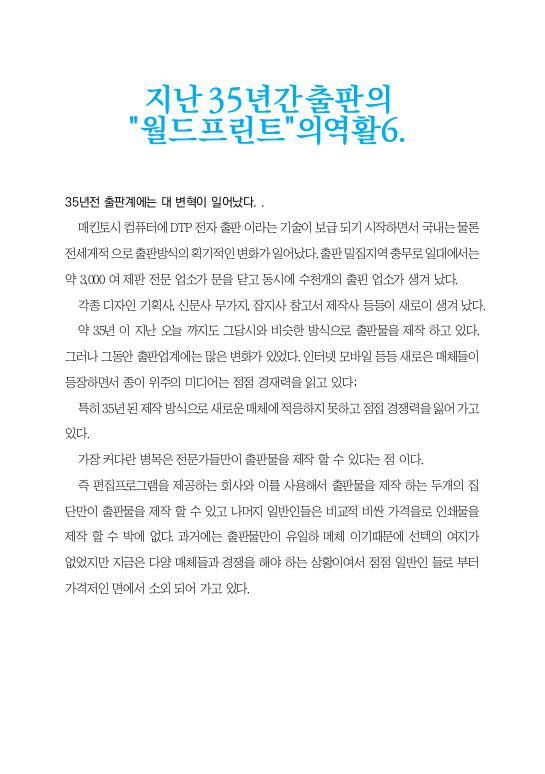 지난 35년간 출판의
"월드프린트"의역활6.
35년전 출판계에는 대 변혁이 일어났다. .
매킨토시 컴퓨터에 DTP 전자 출판 이라는 기술이 보급 되기 시작하면서 국내는 물론
전세게적 으로 출판방식의 획기적인 변화가 일어났다. 출판 밀집지역 충무로 일대에서는
약 3,000 여 제판 전문 업소가 문을 닫고 동시에 수천개의 출핀 업소가 생겨 났다.
각종 디자인 기획사, 신문사 무가지, 잡지사 참고서 제작사 등등이 새로이 생겨 났다.
약 35년 이 지난 오늘 까지도 그당시와 비슷한 방식으로 출판물을 제작 하고 있다.
그러나 그동안 출판업계에는 많은 변화가 있었다. 인터넷 모바일 등등 새로은 매체들이
등장하면서 종이 위주의 미디어는 점점 경재력을 읽고 있다;
특히 35년 된 제작 방식으로 새로운 매체에 적응하지 못하고 점접 경쟁력을 잃어 가고
있다.
가장 커다란 병목은 전문가들만이 출판물을 제작 할 수 있다는 점 이다.
즉 편집프로그램을 제공하는 회사와 이를 사용해서 출판물을 제작 하는 두개의 집
단만이 출판물을 제작 할 수 있고 나머지 일반인들은 비교적 비싼 가격을로 인쇄물을
제작 할 수 박에 없다. 과거에는 출판물만이 유일하 메체 이기때문에 선텍의 여지가
없었지만 지금은 다양 매체들과 경쟁을 해야 하는 상황이여서 점점 일반인 들로 부터
가격저인 면에서 소외 되어 가고 있다.